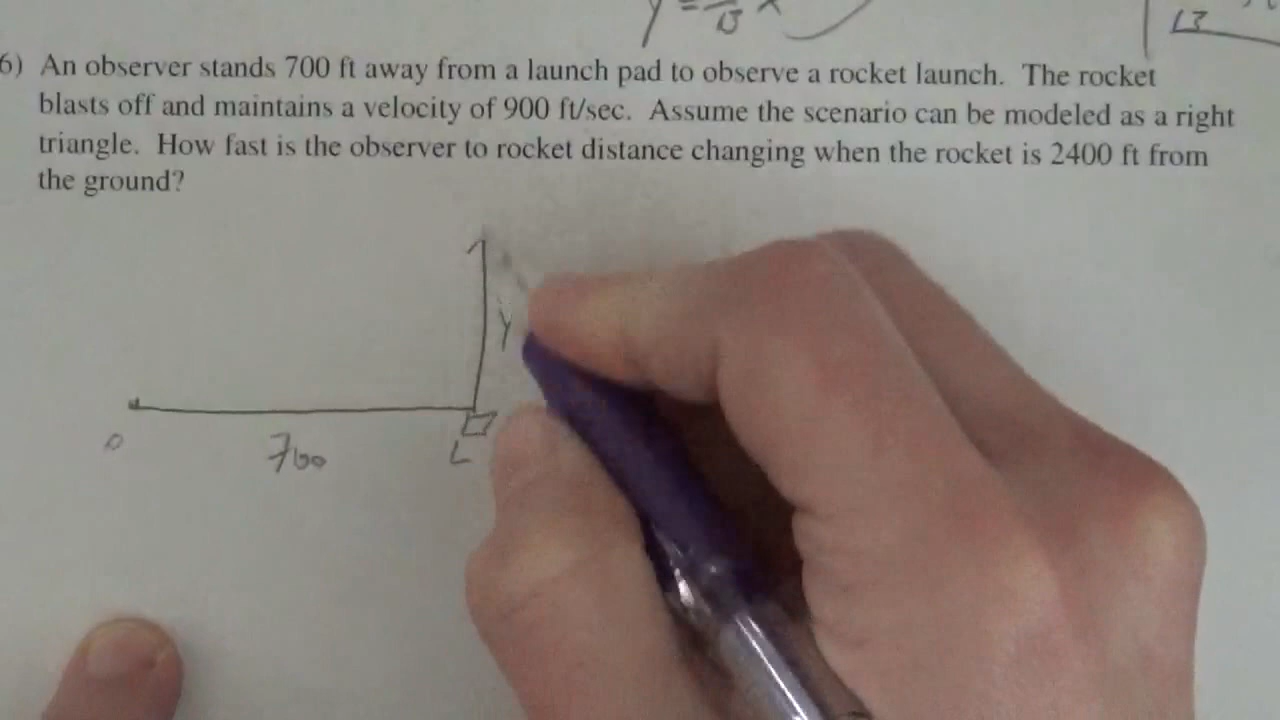 y =
13
6) An observer stands 700 ft away from a launch pad to observe a rocket launch. The rocket
blasts off and maintains a velocity of 900 ft/sec. Assume the scenario can be modeled as a right
triangle. How fast is the observer to rocket distance changing when the rocket is 2400 ft from
the ground?
y
O
700
L